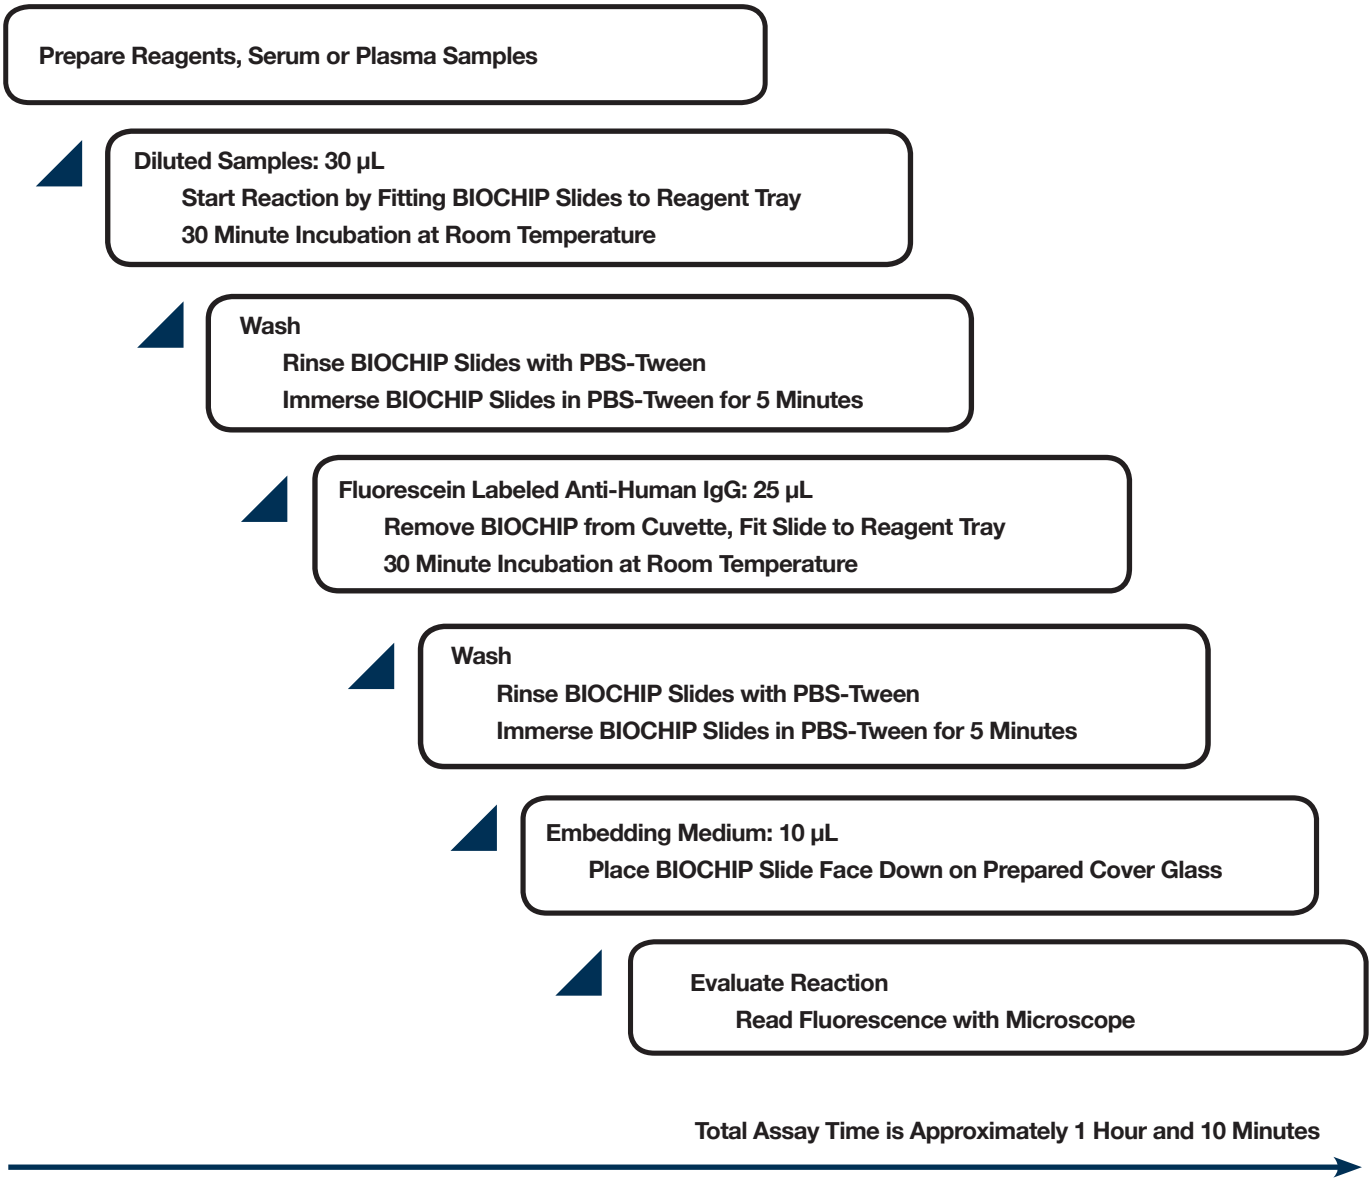 Prepare Reagents, Serum or Plasma Samples
Diluted Samples: 30 µL
Start Reaction by Fitting BIOCHIP Slides to Reagent Tray
30 Minute Incubation at Room Temperature
Wash
Rinse BIOCHIP Slides with PBS-Tween
Immerse BIOCHIP Slides in PBS-Tween for 5 Minutes
Fluorescein Labeled Anti-Human IgG: 25 µL
Remove BIOCHIP from Cuvette, Fit Slide to Reagent Tray
30 Minute Incubation at Room Temperature
Wash
Rinse BIOCHIP Slides with PBS-Tween
Immerse BIOCHIP Slides in PBS-Tween for 5 Minutes
Embedding Medium: 10 µL
Place BIOCHIP Slide Face Down on Prepared Cover Glass
Evaluate Reaction
Read Fluorescence with Microscope
Total Assay Time is Approximately 1 Hour and 10 Minutes